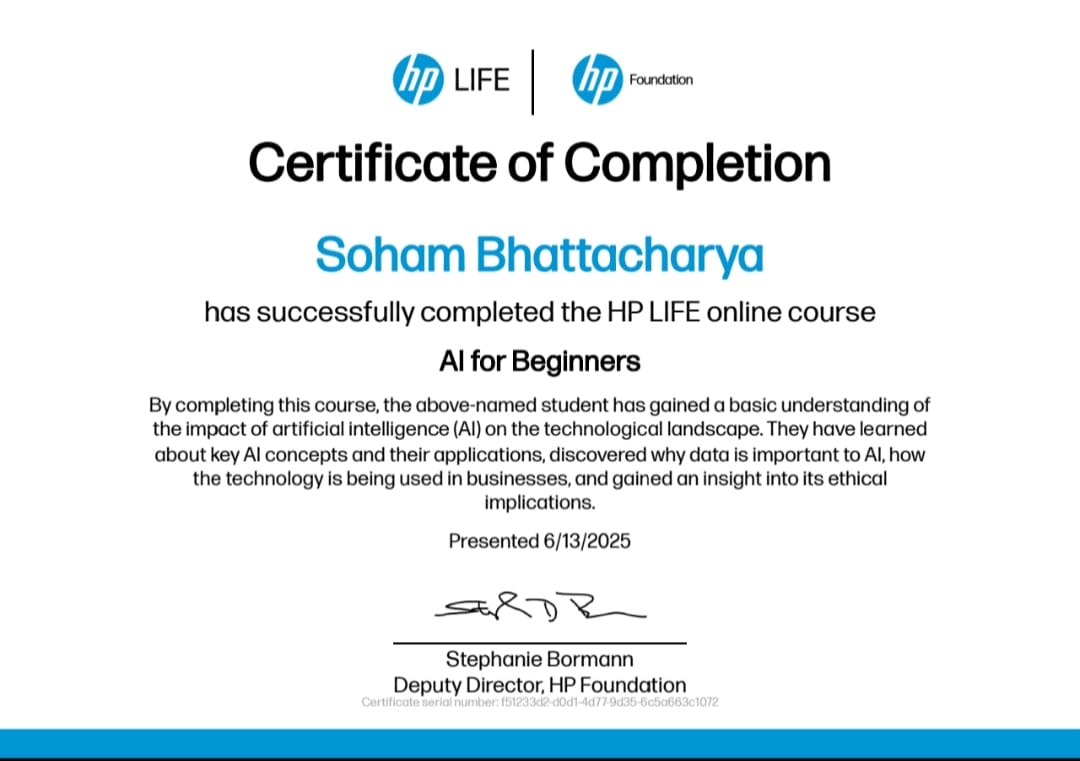 hp LIFE | hp Foundation
Certificate of Completion
Soham Bhattacharya
has successfully completed the HP LIFE online course
AI for Beginners
By completing this course, the above-named student has gained a basic understanding of
the impact of artificial intelligence (AI) on the technological landscape. They have learned
about key AI concepts and their applications, discovered why data is important to AI, how
the technology is being used in businesses, and gained an insight into its ethical
implications.
Presented 6/13/2025
Stephanie Bormann
Deputy Director, HP Foundation
Certificate serial number: f51233d2-d0d1-4d77-9d35-6c5a663c1072